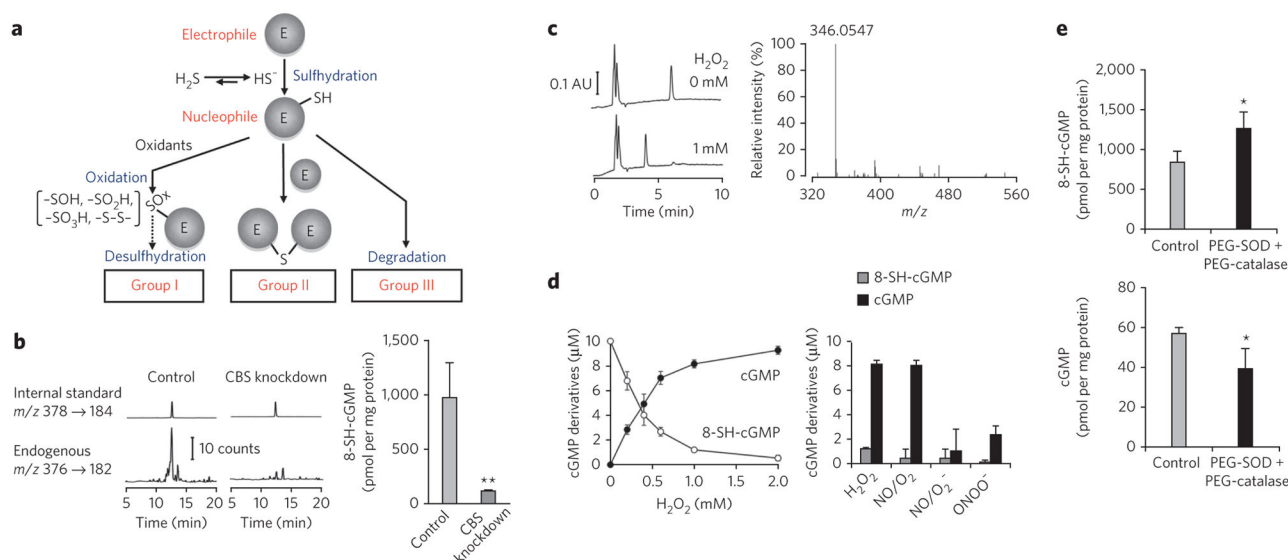 a
Electrophile
E
H₂S
HS⁻
Sulfhydration
SH
Nucleophile
E
Oxidants
Oxidation
E
–SOH, –SO₂H,
–SO₃H, –S-S–
SOx
E
E
E
S
Desulfhydration
Degradation
Group I
Group II
Group III
b
Control
CBS knockdown
Internal standard
m/z 378 → 184
Endogenous
m/z 376 → 182
10 counts
5 10 15 20
5 10 15 20
Time (min)
Time (min)
8-SH-cGMP
(pmol per mg protein)
1,500
1,000
500
0
**
Control
CBS
knockdown
c
0.1 AU
H₂O₂
0 mM
1 mM
0 5 10
Time (min)
346.0547
Relative intensity (%)
100
80
60
40
20
0
320 400 480 560
m/z
d
cGMP derivatives (μM)
10
8
6
4
2
0
cGMP
8-SH-cGMP
0.0 0.5 1.0 1.5 2.0
H₂O₂ (mM)
8-SH-cGMP
cGMP
cGMP derivatives (μM)
10
8
6
4
2
0
H₂O₂
NO/O₂
NO/O₂⁻
ONOO⁻
e
8-SH-cGMP
(pmol per mg protein)
2,000
1,500
1,000
500
0
*
Control
PEG-SOD +
PEG-catalase
cGMP
(pmol per mg protein)
80
60
40
20
0
*
Control
PEG-SOD +
PEG-catalase